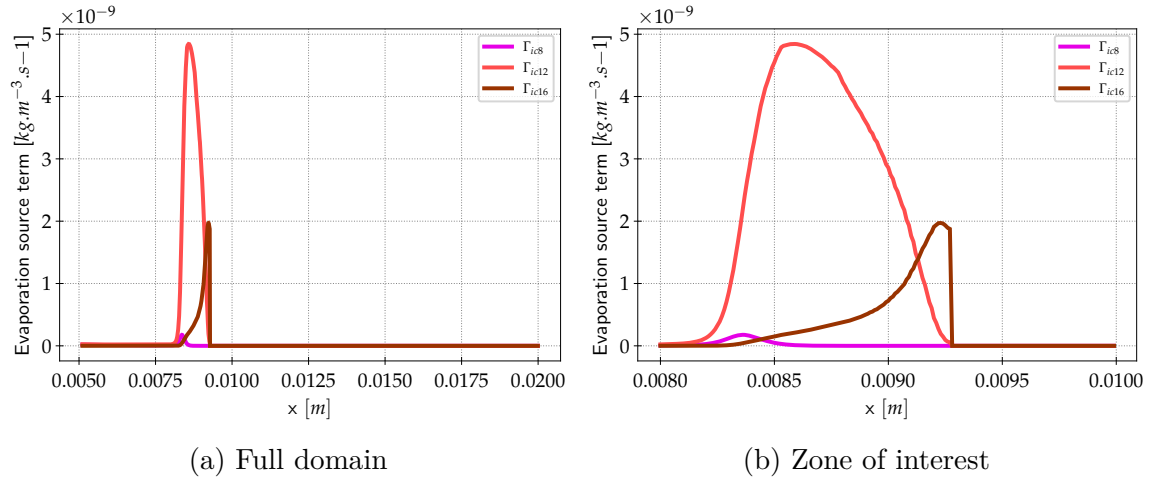 ×10−9
5
4
3
2
1
0
Evaporation source term [kg.m−3.s−1]
Γic8
Γic12
Γic16
0.0050 0.0075 0.0100 0.0125 0.0150 0.0175 0.0200
x [m]
(a) Full domain
×10−9
5
4
3
2
1
0
Evaporation source term [kg.m−3.s−1]
Γic8
Γic12
Γic16
0.0080 0.0085 0.0090 0.0095 0.0100
x [m]
(b) Zone of interest